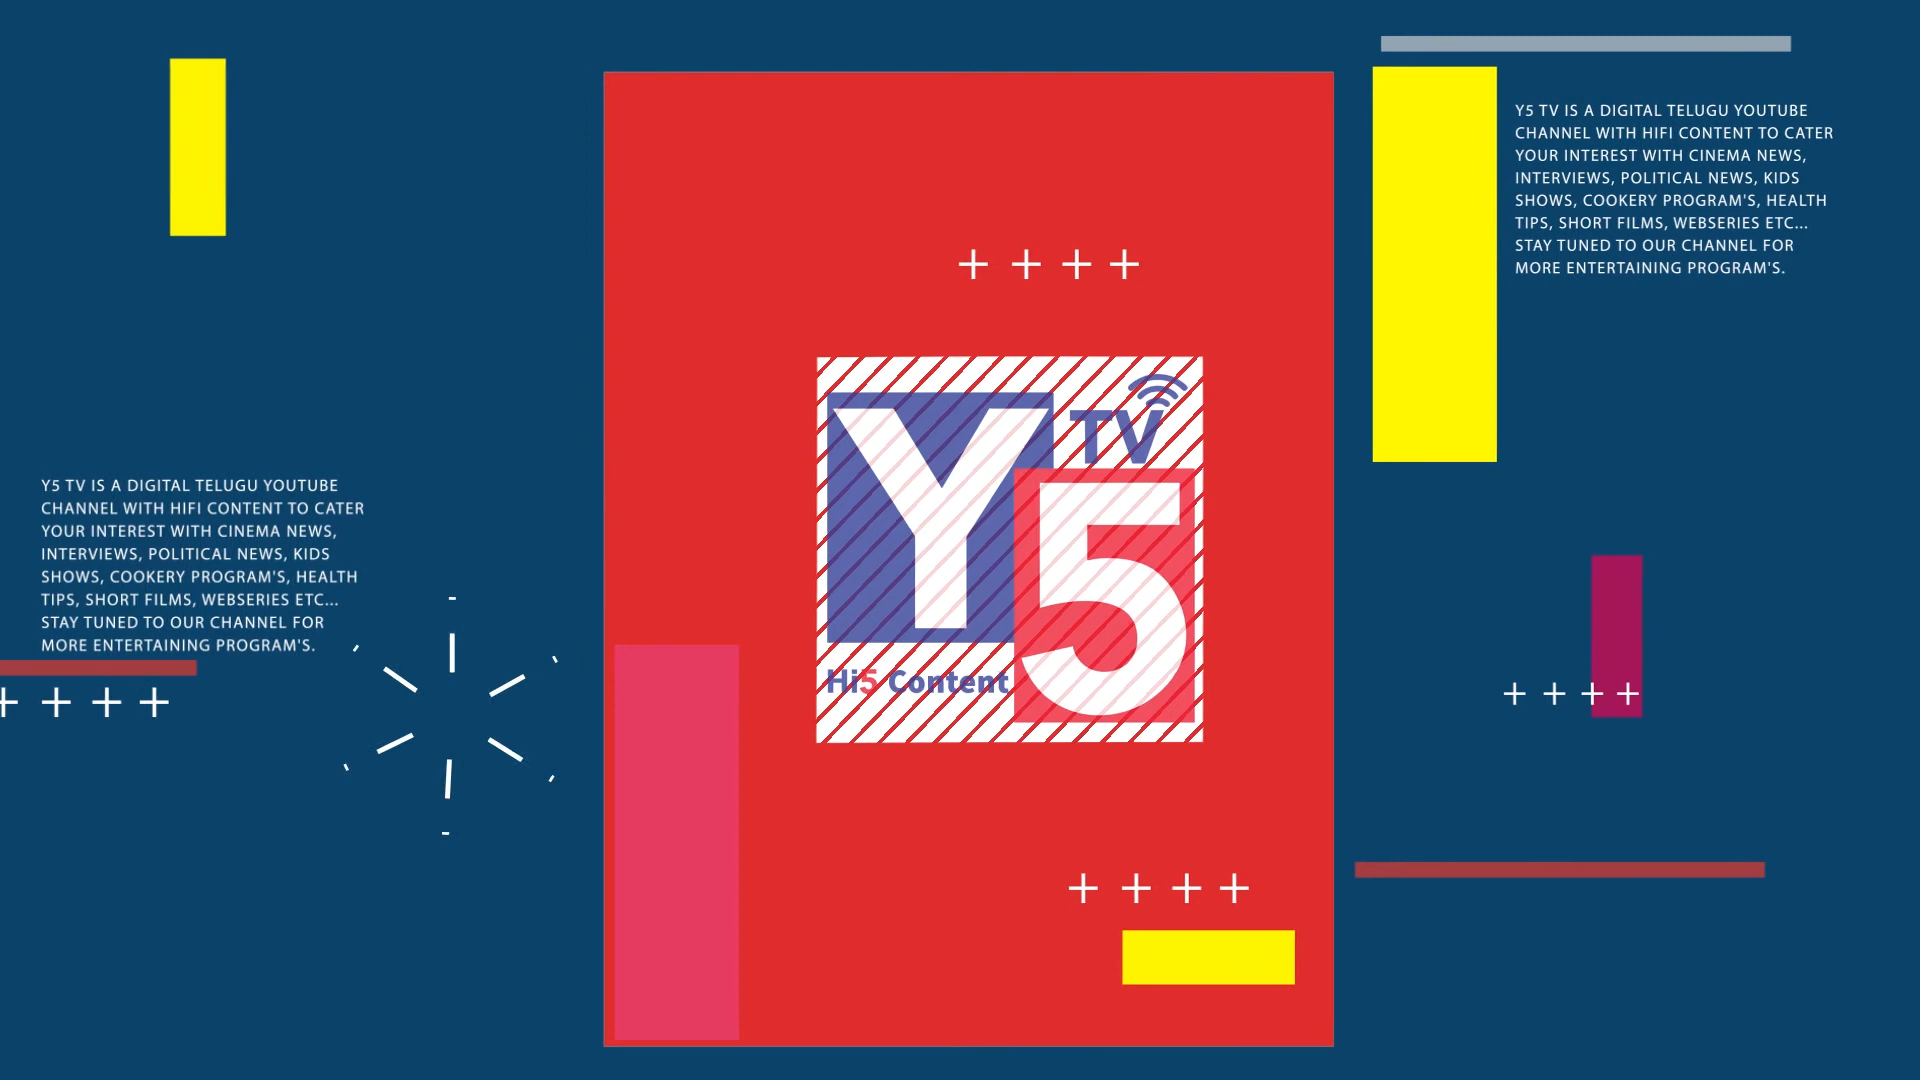 Y5 TV IS A DIGITAL TELUGU YOUTUBE
CHANNEL WITH HIFI CONTENT TO CATER
YOUR INTEREST WITH CINEMA NEWS,
INTERVIEWS, POLITICAL NEWS, KIDS
SHOWS, COOKERY PROGRAM'S, HEALTH
TIPS, SHORT FILMS, WEBSERIES ETC...
STAY TUNED TO OUR CHANNEL FOR
MORE ENTERTAINING PROGRAM'S.
Y5 TV
Hi5 Content
Y5 TV IS A DIGITAL TELUGU YOUTUBE
CHANNEL WITH HIFI CONTENT TO CATER
YOUR INTEREST WITH CINEMA NEWS,
INTERVIEWS, POLITICAL NEWS, KIDS
SHOWS, COOKERY PROGRAM'S, HEALTH
TIPS, SHORT FILMS, WEBSERIES ETC...
STAY TUNED TO OUR CHANNEL FOR
MORE ENTERTAINING PROGRAM'S.